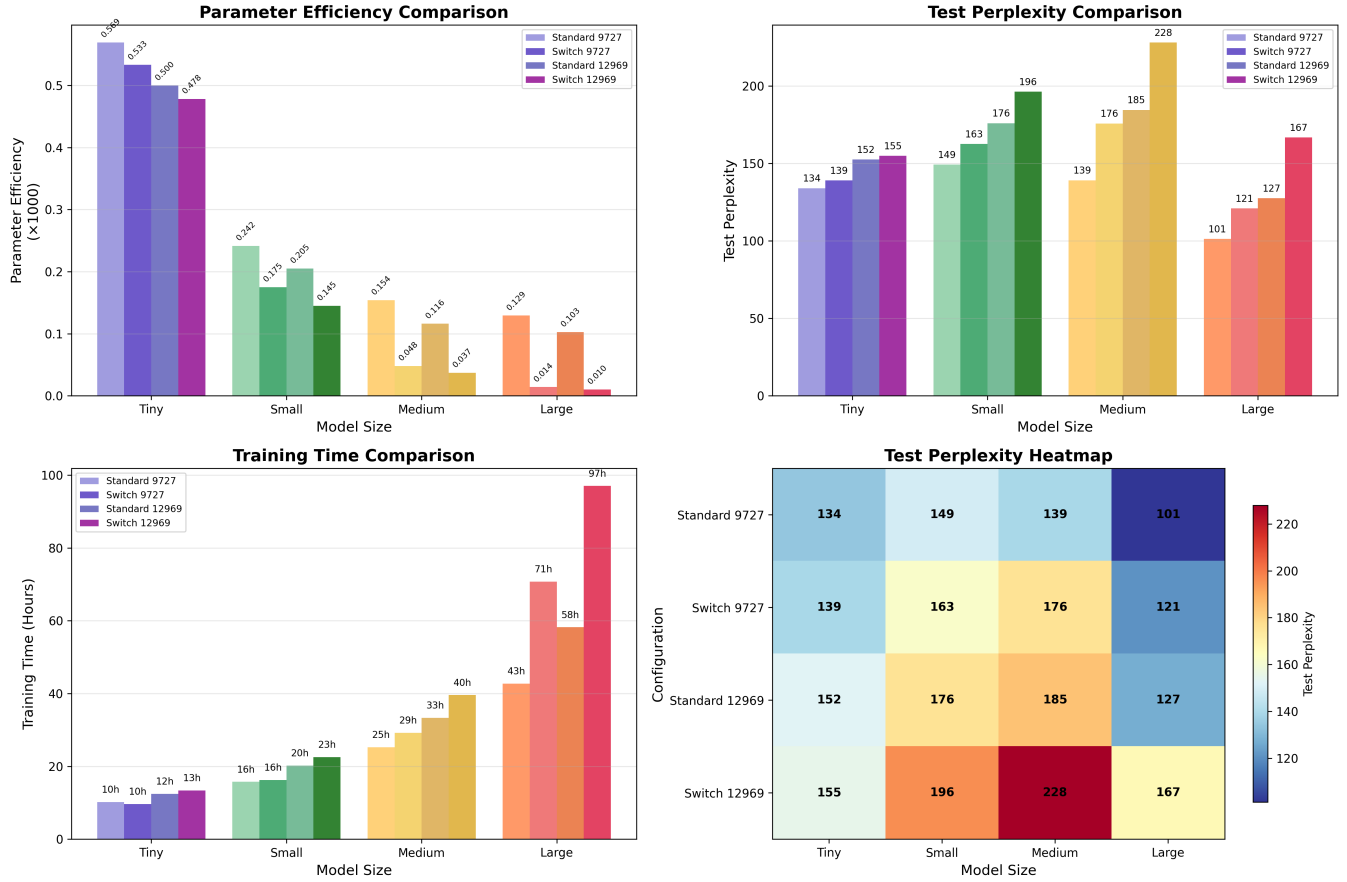 Parameter Efficiency Comparison
0.569
0.533
0.500
0.478
0.242
0.175
0.205
0.145
0.154
0.048
0.116
0.037
0.129
0.014
0.103
0.010
Standard 9727
Switch 9727
Standard 12969
Switch 12969
0.5
0.4
0.3
0.2
0.1
0.0
Parameter Efficiency
(×1000)
Tiny
Small
Medium
Large
Model Size
Test Perplexity Comparison
134
139
152
155
149
163
176
196
139
176
185
228
101
121
127
167
Standard 9727
Switch 9727
Standard 12969
Switch 12969
200
150
100
50
0
Test Perplexity
Tiny
Small
Medium
Large
Model Size
Training Time Comparison
Standard 9727
Switch 9727
Standard 12969
Switch 12969
10h
10h
12h
13h
16h
16h
20h
23h
25h
29h
33h
40h
43h
71h
58h
97h
100
80
60
40
20
0
Training Time (Hours)
Tiny
Small
Medium
Large
Model Size
Test Perplexity Heatmap
Configuration
Standard 9727
134
149
139
101
Switch 9727
139
163
176
121
Standard 12969
152
176
185
127
Switch 12969
155
196
228
167
Tiny
Small
Medium
Large
Model Size
220
200
180
160
140
120
Test Perplexity